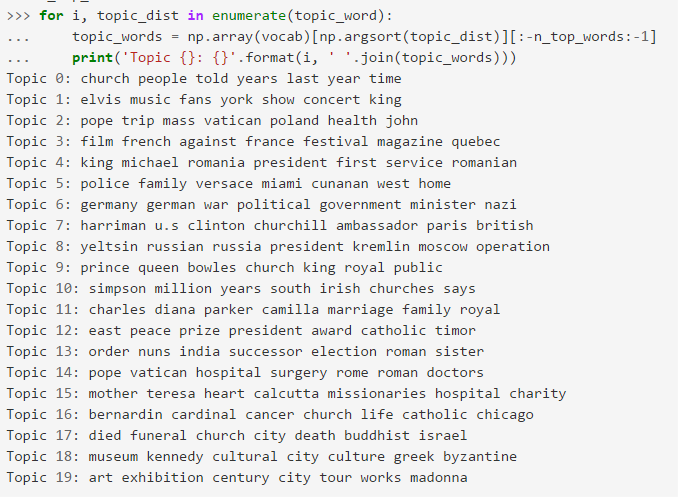 >>> for i, topic_dist in enumerate(topic_word):
...     topic_words = np.array(vocab)[np.argsort(topic_dist)][:-n_top_words:-1]
...     print('Topic {}: {}'.format(i, ' '.join(topic_words)))
Topic 0: church people told years last year time
Topic 1: elvis music fans york show concert king
Topic 2: pope trip mass vatican poland health john
Topic 3: film french against france festival magazine quebec
Topic 4: king michael romania president first service romanian
Topic 5: police family versace miami cunanan west home
Topic 6: germany german war political government minister nazi
Topic 7: harriman u.s clinton churchill ambassador paris british
Topic 8: yeltsin russian russia president kremlin moscow operation
Topic 9: prince queen bowles church king royal public
Topic 10: simpson million years south irish churches says
Topic 11: charles diana parker camilla marriage family royal
Topic 12: east peace prize president award catholic timor
Topic 13: order nuns india successor election roman sister
Topic 14: pope vatican hospital surgery rome roman doctors
Topic 15: mother teresa heart calcutta missionaries hospital charity
Topic 16: bernardin cardinal cancer church life catholic chicago
Topic 17: died funeral church city death buddhist israel
Topic 18: museum kennedy cultural city culture greek byzantine
Topic 19: art exhibition century city tour works madonna